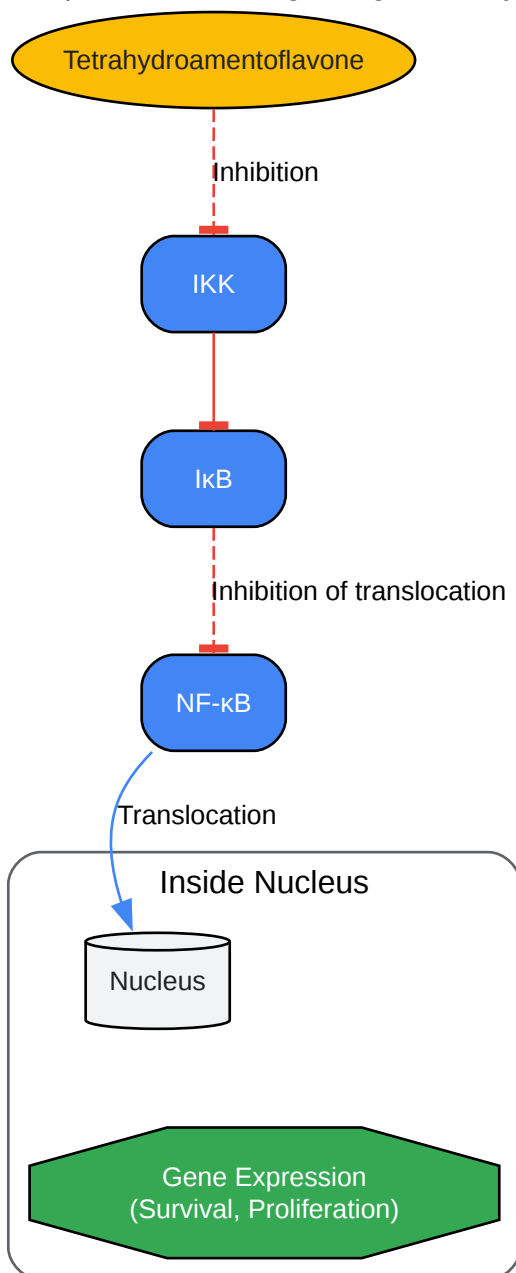 Tetrahydroamentoflavone
Inhibition
IKK
IκB
Inhibition of translocation
NF-κB
Translocation
Inside Nucleus
Nucleus
Gene Expression
(Survival, Proliferation)